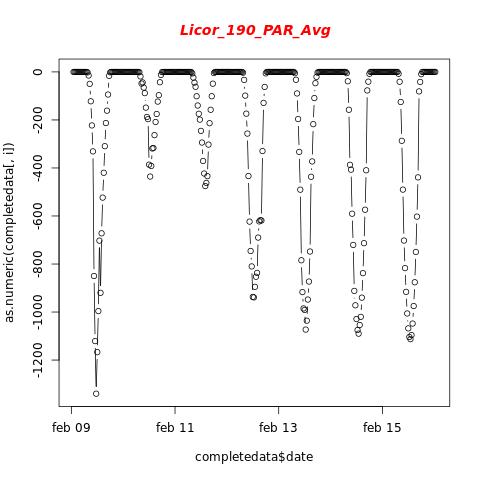 Licor_190_PAR_Avg
as.numeric(completedata[, i])
0
-200
-400
-600
-800
-1000
-1200
feb 09
feb 11
feb 13
feb 15
completedata$date